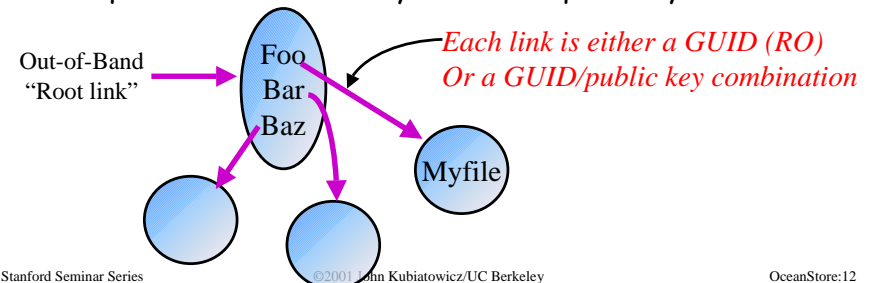 Out-of-Band
“Root link”
Foo
Bar
Baz
Each link is either a GUID (RO)
Or a GUID/public key combination
Myfile
Stanford Seminar Series
©2001 John Kubiatowicz/UC Berkeley
OceanStore:12